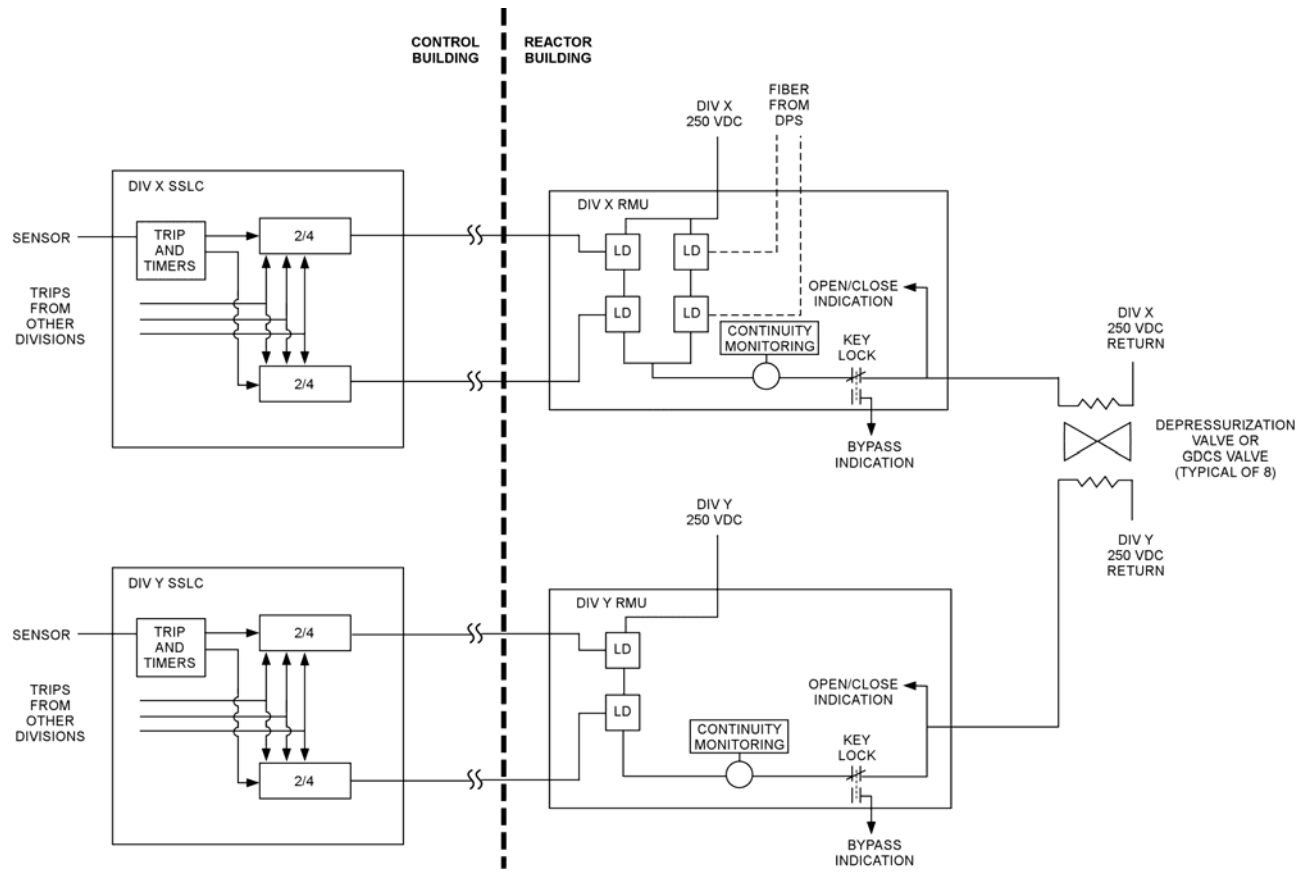 CONTROL
BUILDING
REACTOR
BUILDING
DIV X
250 VDC
FIBER
FROM
DPS
DIV X SSLC
SENSOR
TRIP
AND
TIMERS
2/4
TRIPS
FROM
OTHER
DIVISIONS
2/4
DIV X RMU
LD
LD
LD
LD
OPEN/CLOSE
INDICATION
CONTINUITY
MONITORING
KEY
LOCK
BYPASS
INDICATION
DIV X
250 VDC
RETURN
DEPRESSURIZATION
VALVE OR
GDCS VALVE
(TYPICAL OF 8)
DIV Y
250 VDC
RETURN
DIV Y
250 VDC
DIV Y SSLC
SENSOR
TRIP
AND
TIMERS
2/4
TRIPS
FROM
OTHER
DIVISIONS
2/4
DIV Y RMU
LD
LD
OPEN/CLOSE
INDICATION
CONTINUITY
MONITORING
KEY
LOCK
BYPASS
INDICATION